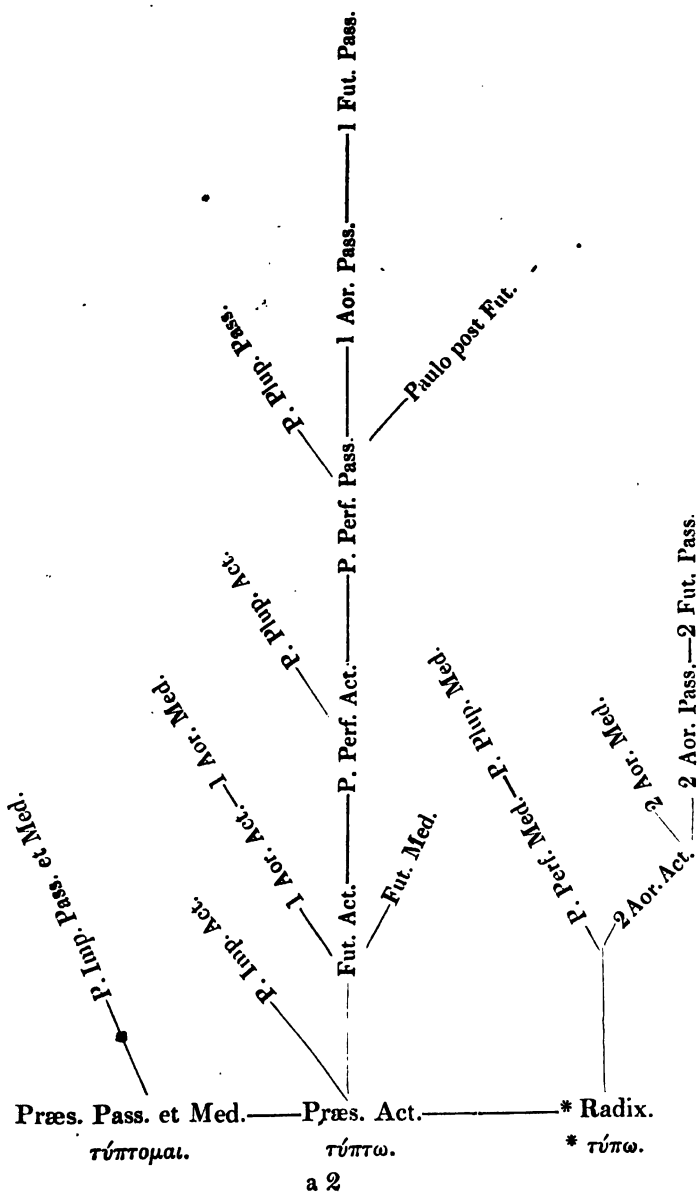 1 Fut. Pass.
1 Aor. Pass.
P. Plup. Pass.
Paulo post Fut.
P. Perf. Pass.
P. Plup. Act.
P. Perf. Act.
1 Aor. Act.—1 Aor. Med.
Fut. Act.
Fut. Med.
P. Imp. Act.
P. Imp. Pass. et Med.
P. Perf. Med.—P. Plup. Med.
2 Aor. Med.
2 Aor. Pass.—2 Fut. Pass.
2 Aor. Act.
Præs. Pass. et Med.—Præs. Act.—* Radix.
τύπτομαι. τύπτω. * τύπω.
a 2